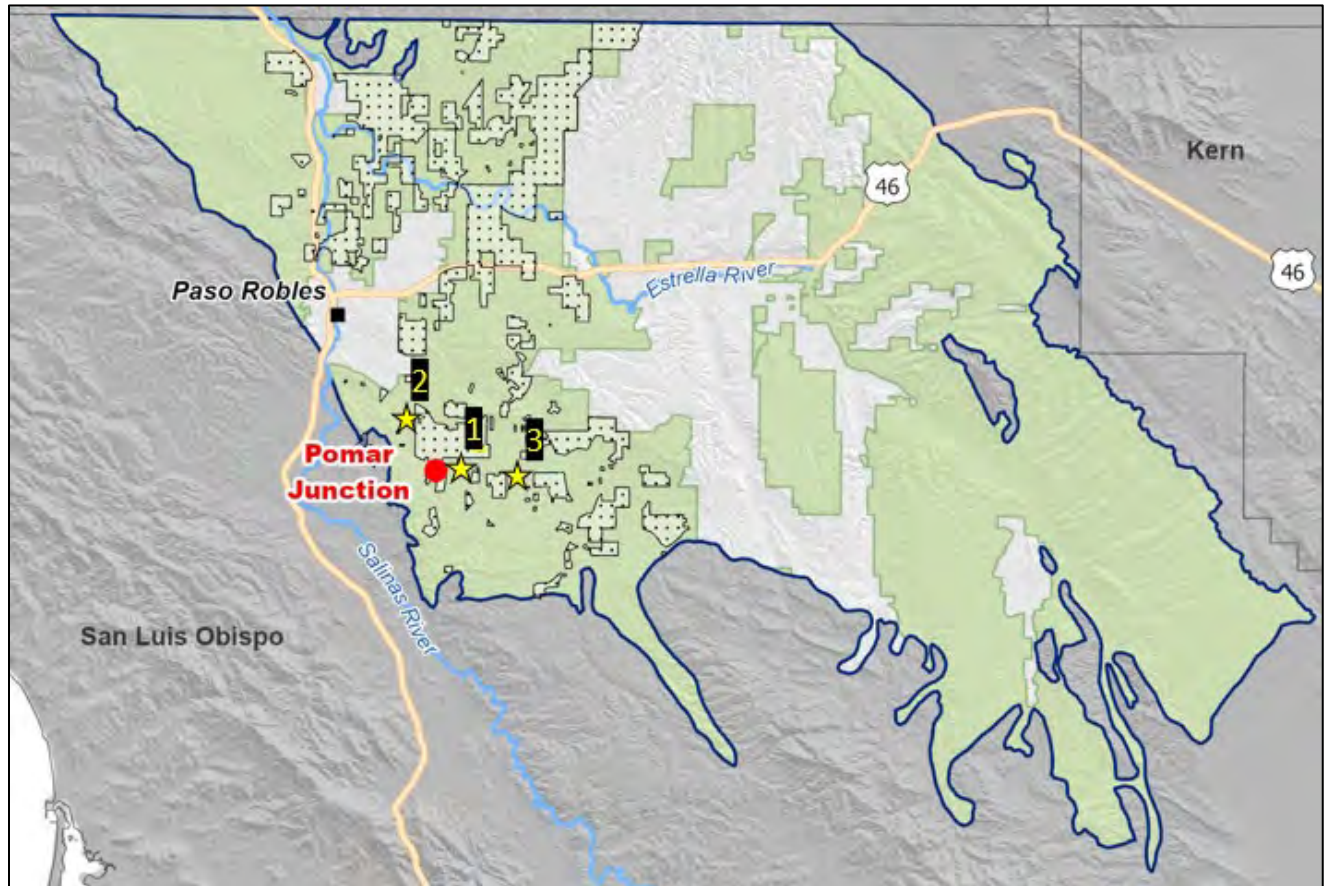 Kern
46
46
Estrella River
Paso Robles
2
1
3
Pomar
Junction
Salinas River
San Luis Obispo